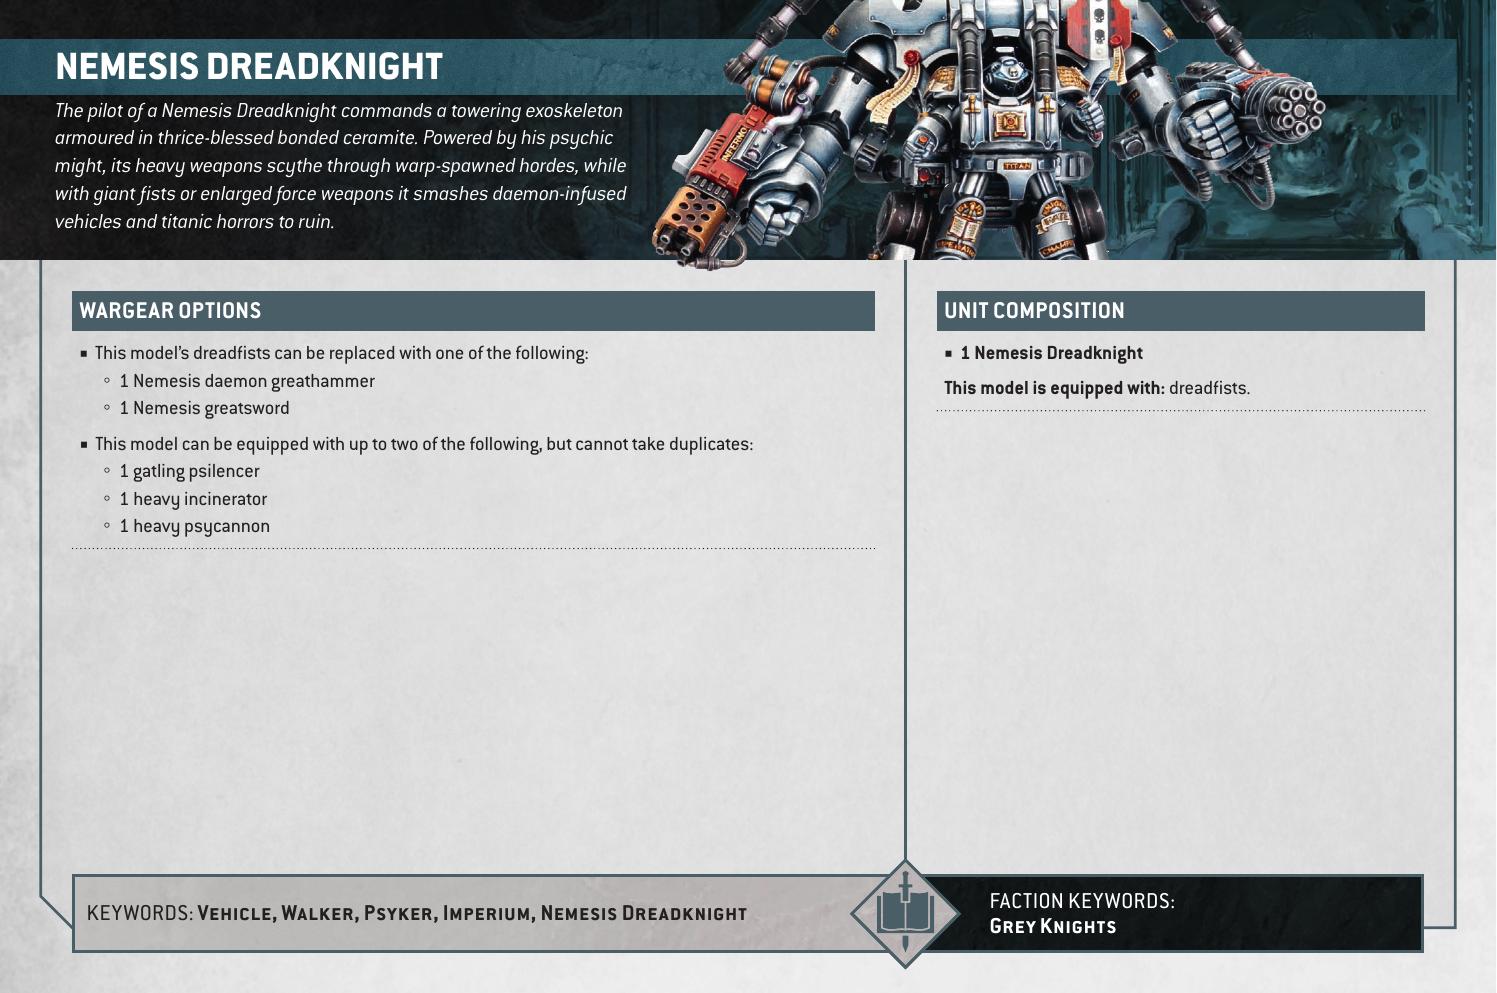 NEMESIS DREADKNIGHT
The pilot of a Nemesis Dreadknight commands a towering exoskeleton
armoured in thrice-blessed bonded ceramite. Powered by his psychic
might, its heavy weapons scythe through warp-spawned hordes, while
with giant fists or enlarged force weapons it smashes daemon-infused
vehicles and titanic horrors to ruin.
INFERNO
TITAN
HATE
WARGEAR OPTIONS
■ This model's dreadfists can be replaced with one of the following:
◦ 1 Nemesis daemon greathammer
◦ 1 Nemesis greatsword
■ This model can be equipped with up to two of the following, but cannot take duplicates:
◦ 1 gatling psilencer
◦ 1 heavy incinerator
◦ 1 heavy psycannon
UNIT COMPOSITION
■ 1 Nemesis Dreadknight
This model is equipped with: dreadfists.
KEYWORDS: Vehicle, Walker, Psyker, Imperium, Nemesis Dreadknight
FACTION KEYWORDS:
Grey Knights